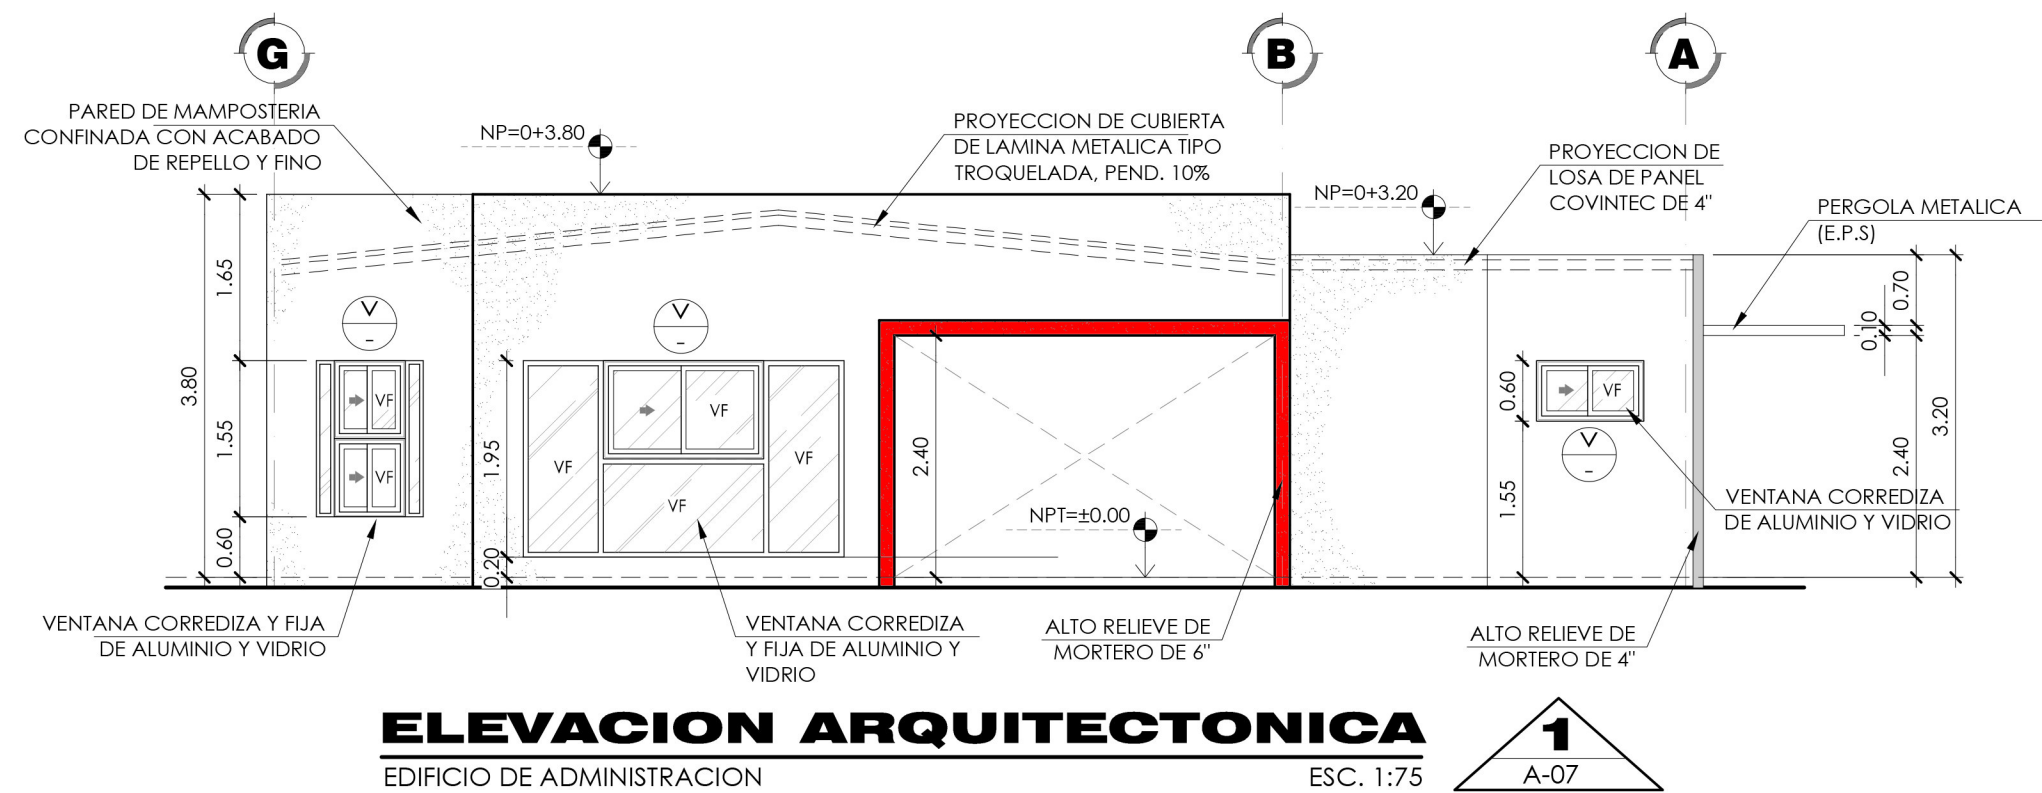 G
B
A
PARED DE MAMPOSTERIA
CONFINADA CON ACABADO
DE REPELLO Y FINO
NP=0+3.80
PROYECCION DE CUBIERTA
DE LAMINA METALICA TIPO
TROQUELADA, PEND. 10%
NP=0+3.20
PROYECCION DE
LOSA DE PANEL
COVINTEC DE 4"
PERGOLA METALICA
(E.P.S)
3.80
1.65
1.55
0.60
V
-
VF
VF
1.95
0.20
V
-
VF
VF
VF
VF
2.40
NPT=±0.00
0.60
1.55
VF
V
-
0.70
0.10
2.40
3.20
VENTANA CORREDIZA
DE ALUMINIO Y VIDRIO
VENTANA CORREDIZA Y FIJA
DE ALUMINIO Y VIDRIO
VENTANA CORREDIZA
Y FIJA DE ALUMINIO Y
VIDRIO
ALTO RELIEVE DE
MORTERO DE 6"
ALTO RELIEVE DE
MORTERO DE 4"
ELEVACION ARQUITECTONICA
EDIFICIO DE ADMINISTRACION
ESC. 1:75
1
A-07